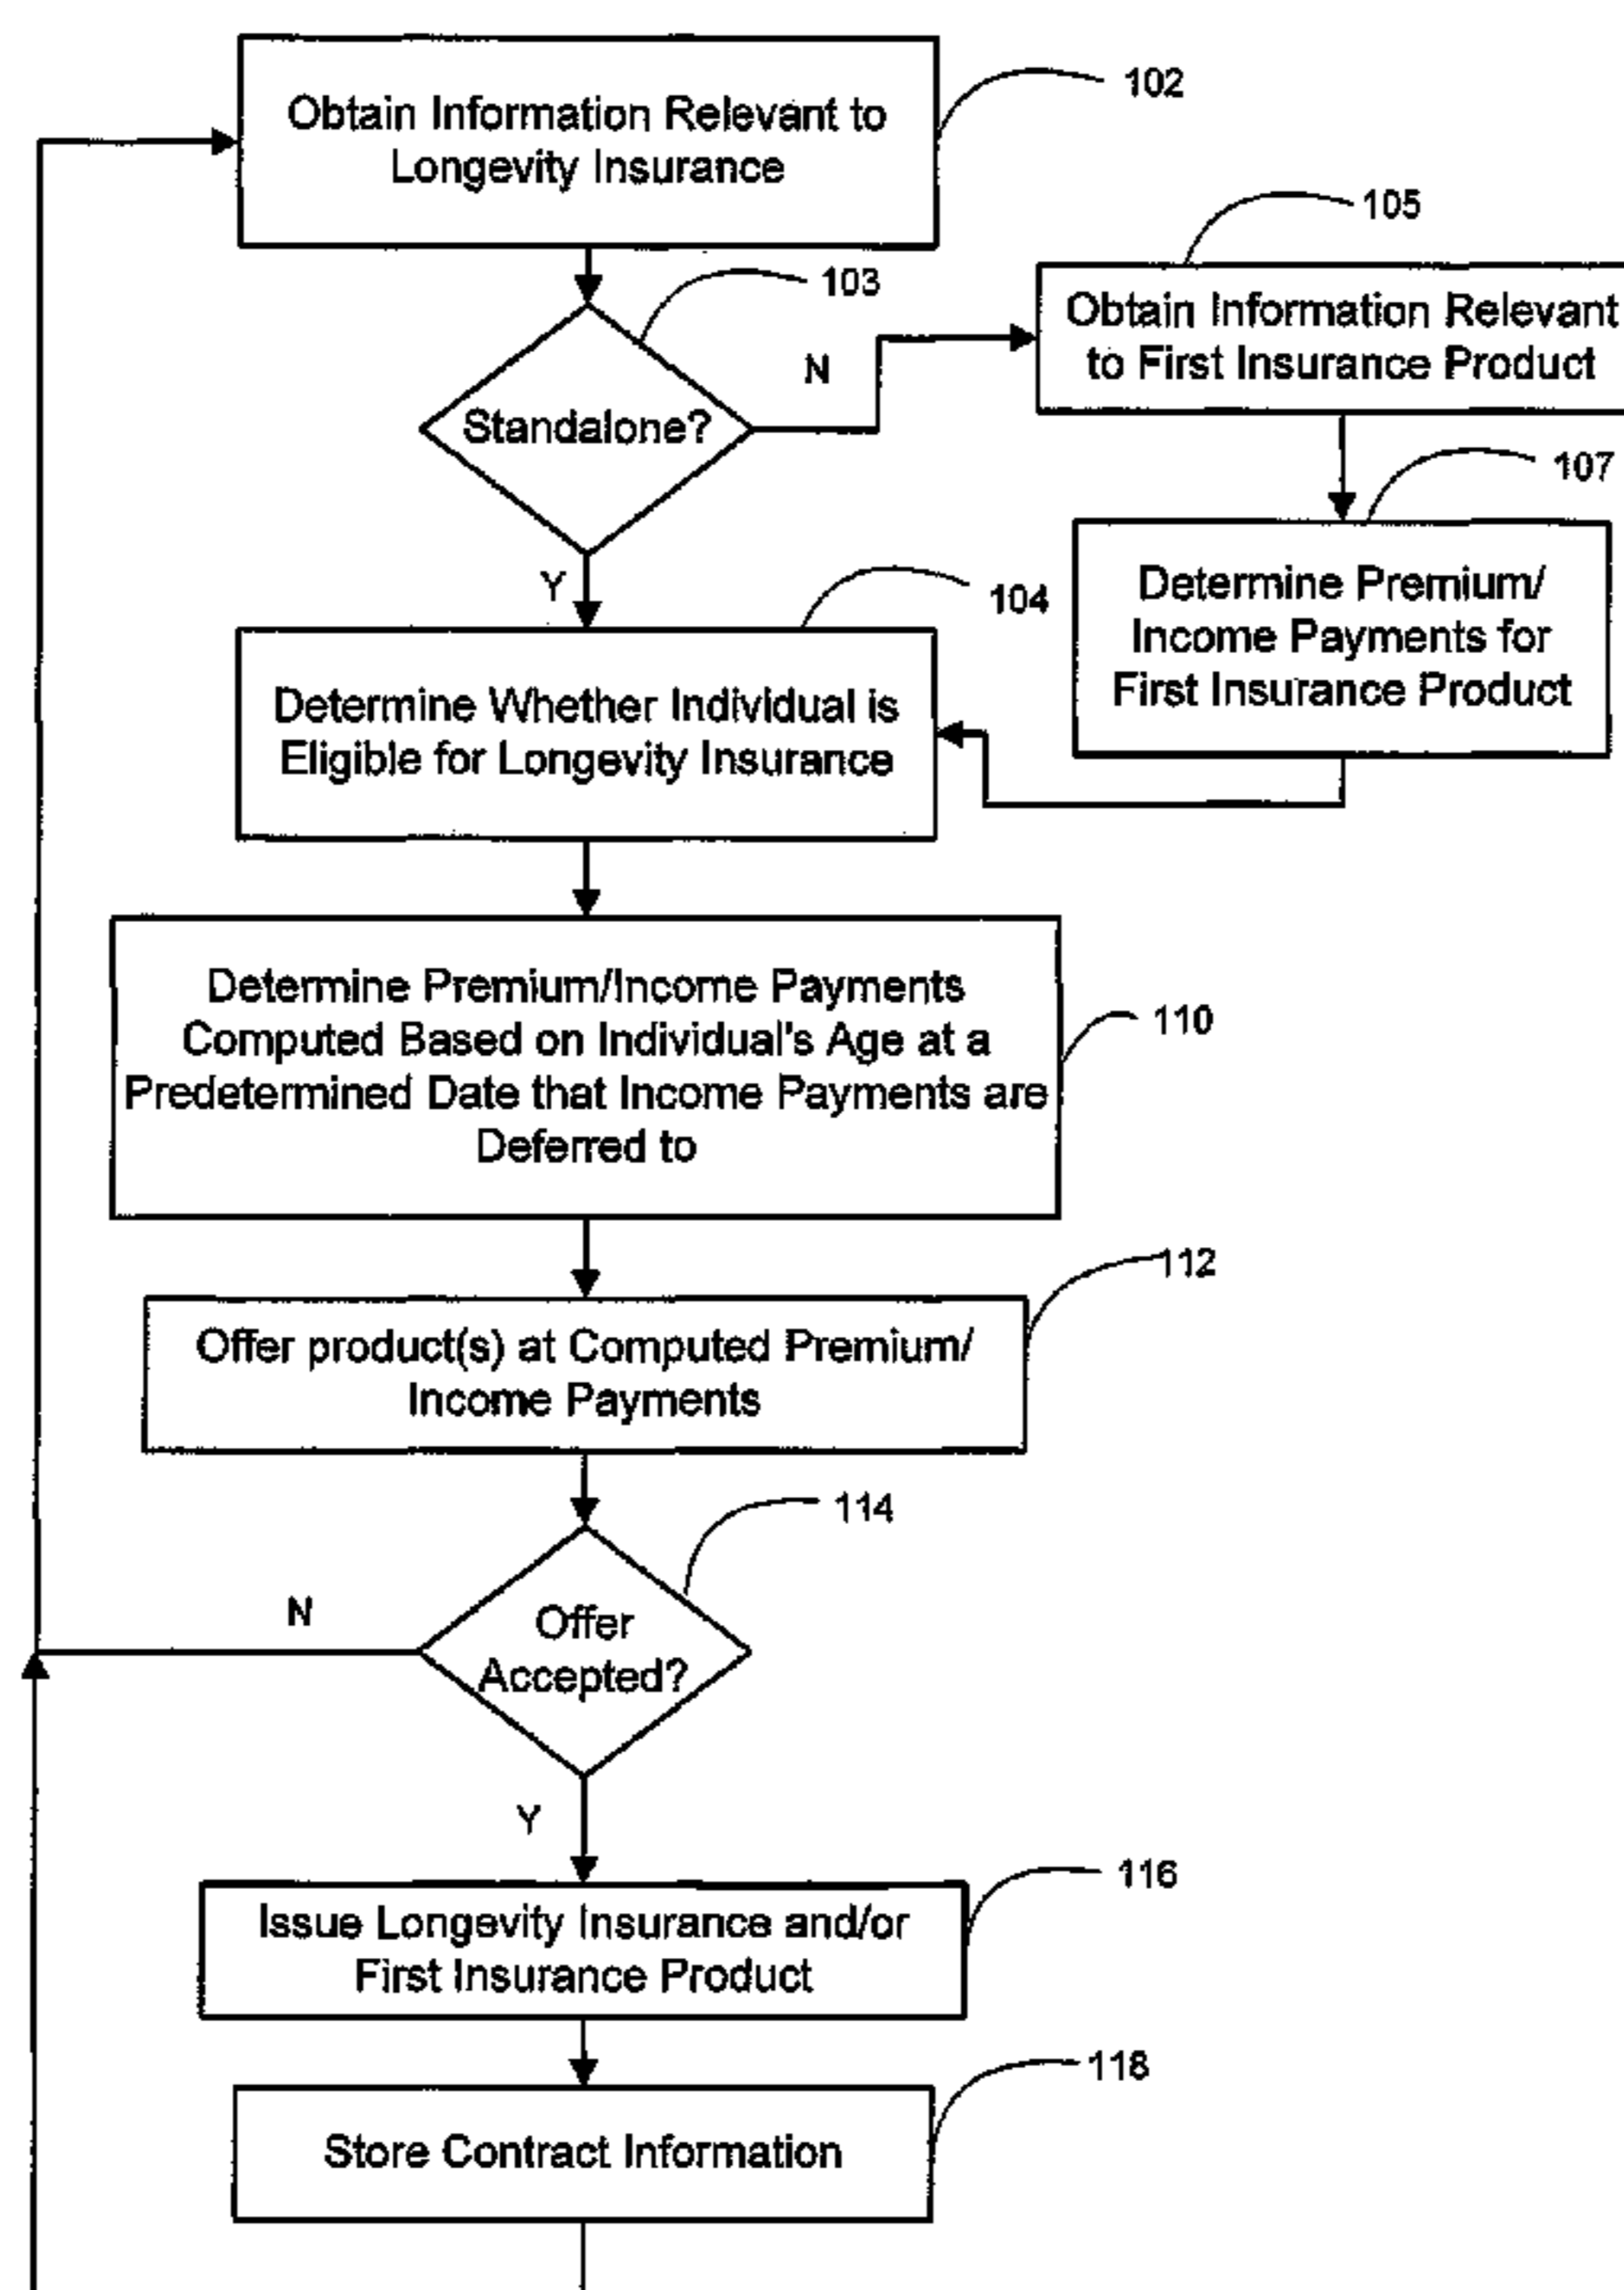 Obtain Information Relevant to
Longevity Insurance
102
103
Standalone?
N
105
Obtain Information Relevant
to First Insurance Product
107
Determine Premium/
Income Payments for
First Insurance Product
Y
104
Determine Whether Individual is
Eligible for Longevity Insurance
Determine Premium/Income Payments
Computed Based on Individual's Age at a
Predetermined Date that Income Payments are
Deferred to
110
112
Offer product(s) at Computed Premium/
Income Payments
114
Offer
Accepted?
N
Y
116
Issue Longevity Insurance and/or
First Insurance Product
118
Store Contract Information